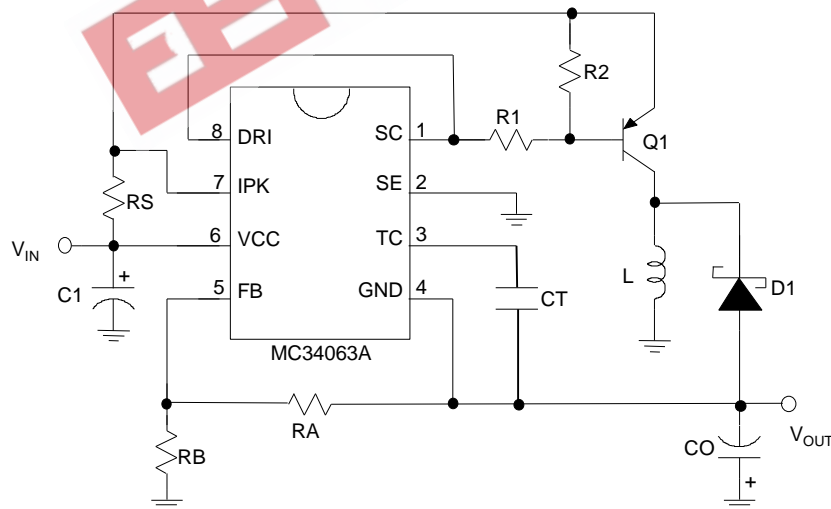 R2
R1
8 DRI SC 1
Q1
7 IPK SE 2
RS
VIN
6 VCC TC 3
C1 +
5 FB GND 4
CT
L
D1
MC34063A
RA
VOUT
RB
CO
+